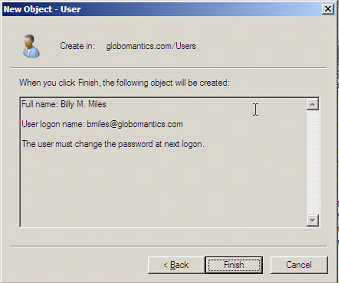 New Object - User
Create in: globomantics.com/Users
When you click Finish, the following object will be created:
Full name: Billy M. Miles
User logon name: bmiles@globomantics.com
The user must change the password at next logon.
< Back
Finish
Cancel